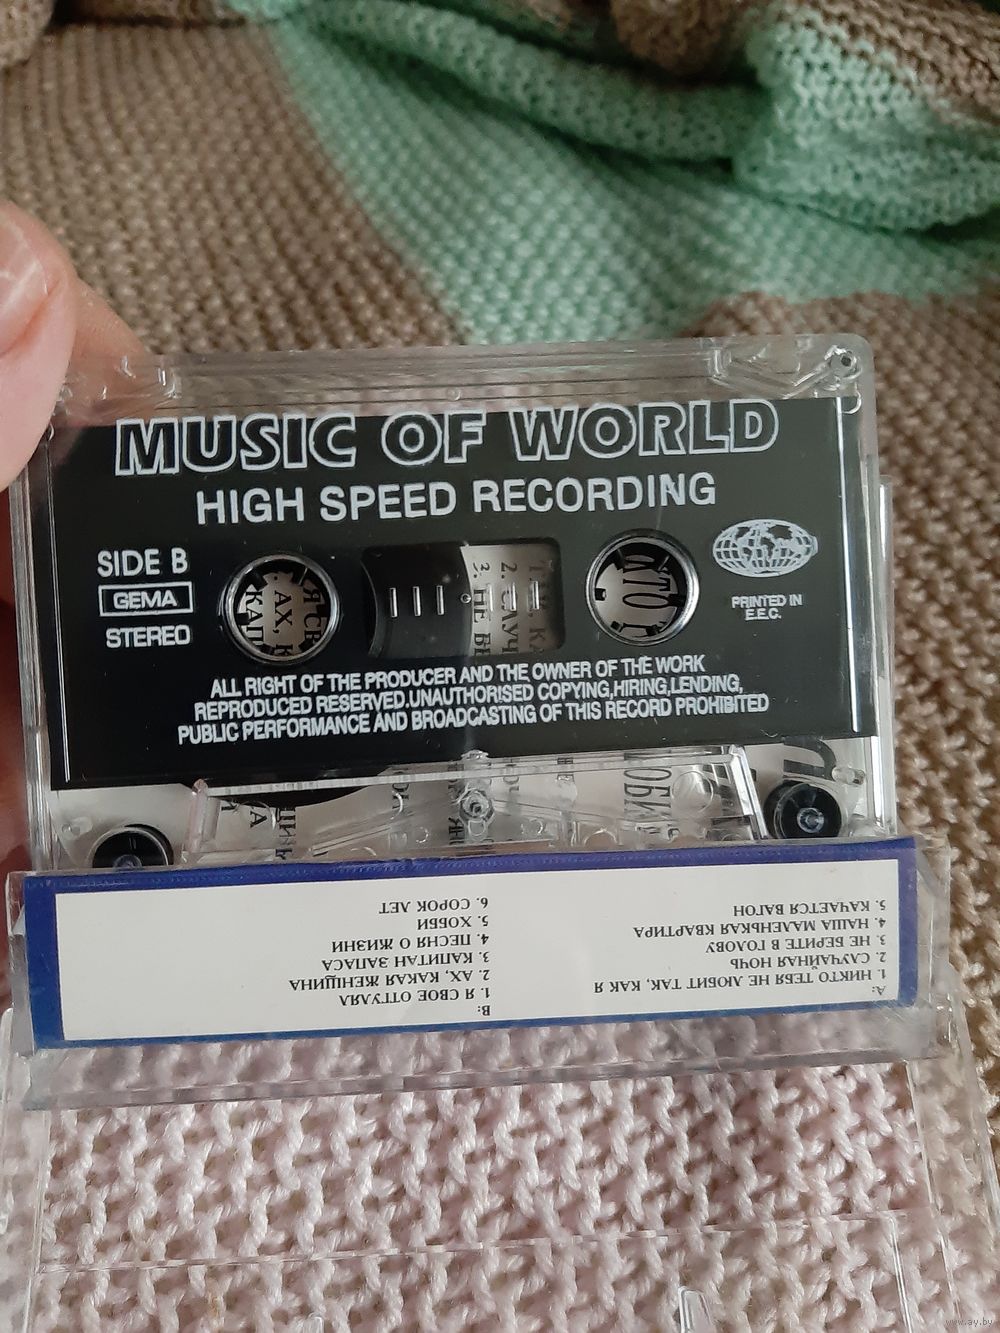 MUSIC OF WORLD
HIGH SPEED RECORDING
SIDE B
GEMA
STEREO
PRINTED IN
E.E.C.
ALL RIGHT OF THE PRODUCER AND THE OWNER OF THE WORK
REPRODUCED RESERVED.UNAUTHORISED COPYING,HIRING,LENDING,
PUBLIC PERFORMANCE AND BROADCASTING OF THIS RECORD PROHIBITED
А:
1. НИКТО ТЕБЯ НЕ ЛЮБИТ ТАК, КАК Я
2. СЛУЧАЙНАЯ НОЧЬ
3. НЕ БЕРИТЕ В ГОЛОВУ
4. НАША МАЛЕНЬКАЯ КВАРТИРА
5. КАЧАЕТСЯ ВАГОН
В:
1. Я СВОЕ ОТГУЛЯЛ
2. АХ, КАКАЯ ЖЕНЩИНА
3. КАПИТАН ЗАПАСА
4. ПЕСНЯ О ЖИЗНИ
5. ХОББИ
6. СОРОК ЛЕТ
www.ay.by